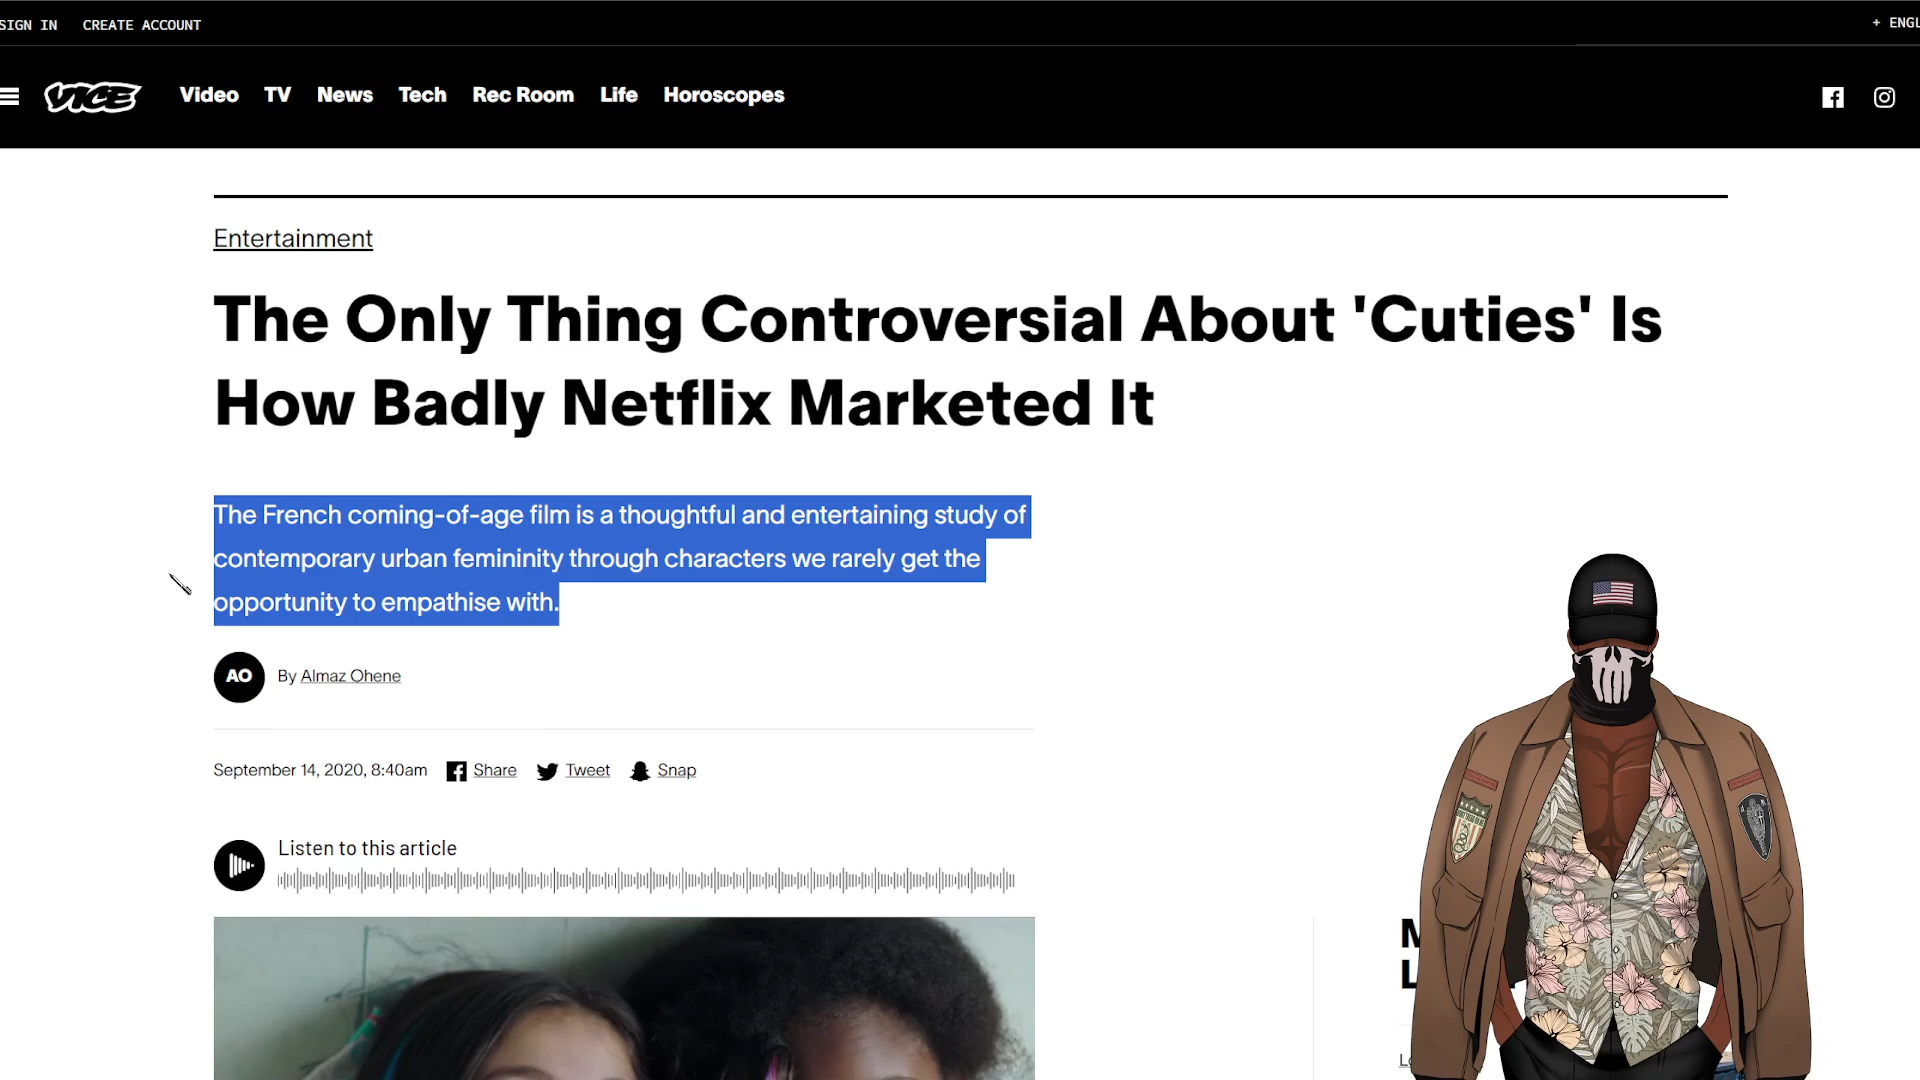 SIGN IN CREATE ACCOUNT + ENGL
VICE Video TV News Tech Rec Room Life Horoscopes
Entertainment
The Only Thing Controversial About 'Cuties' Is
How Badly Netflix Marketed It
The French coming-of-age film is a thoughtful and entertaining study of
contemporary urban femininity through characters we rarely get the
opportunity to empathise with.
AO By Almaz Ohene
September 14, 2020, 8:40am Share Tweet Snap
Listen to this article